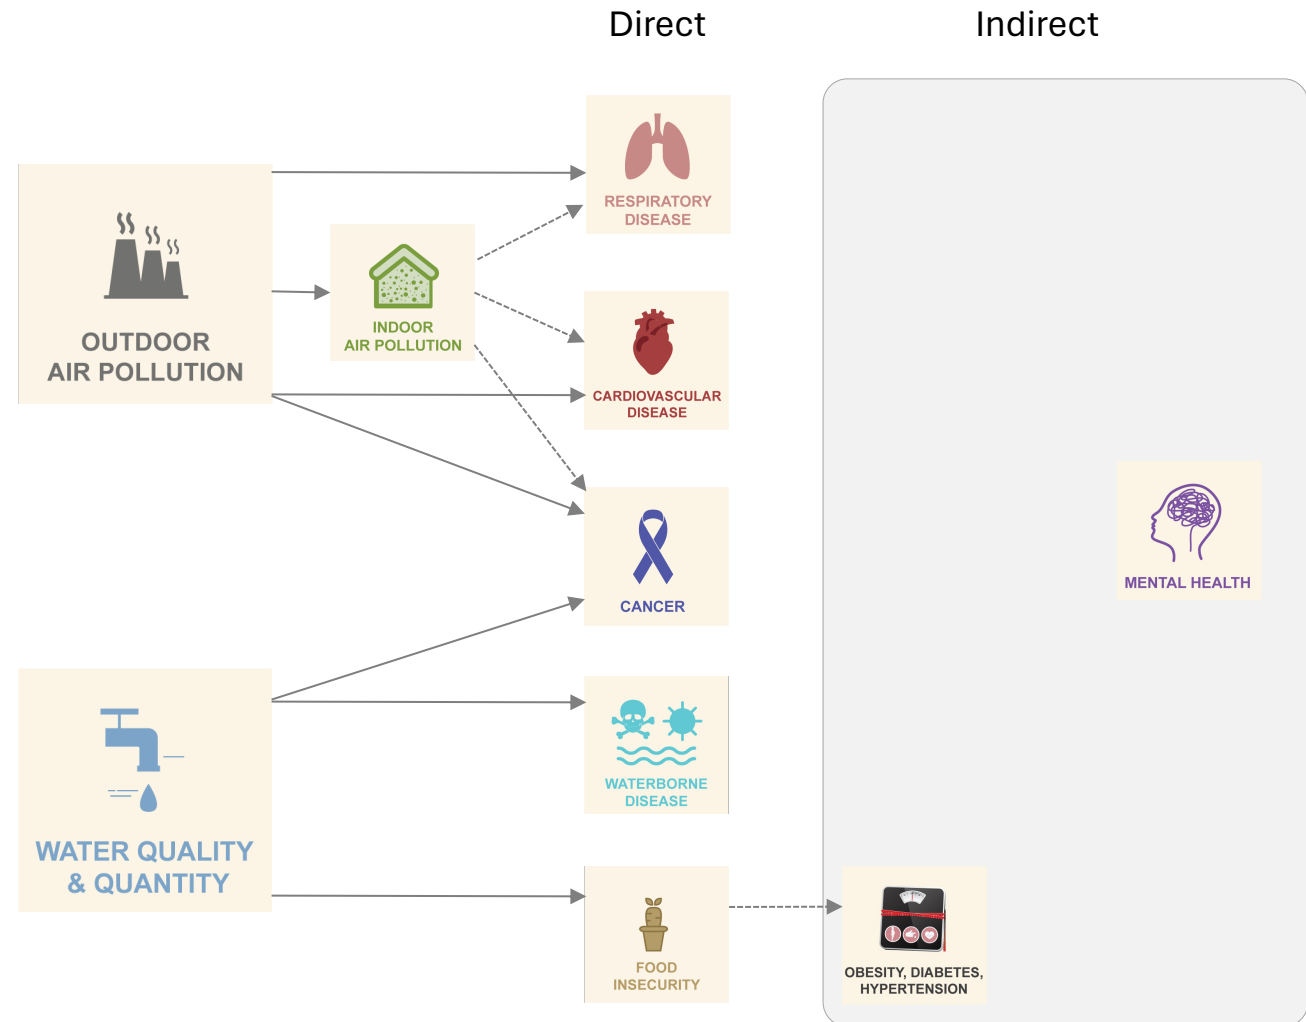 Direct
Indirect
RESPIRATORY
DISEASE
OUTDOOR
AIR POLLUTION
INDOOR
AIR POLLUTION
CARDIOVASCULAR
DISEASE
CANCER
MENTAL HEALTH
WATER QUALITY
& QUANTITY
WATERBORNE
DISEASE
FOOD
INSECURITY
OBESITY, DIABETES,
HYPERTENSION